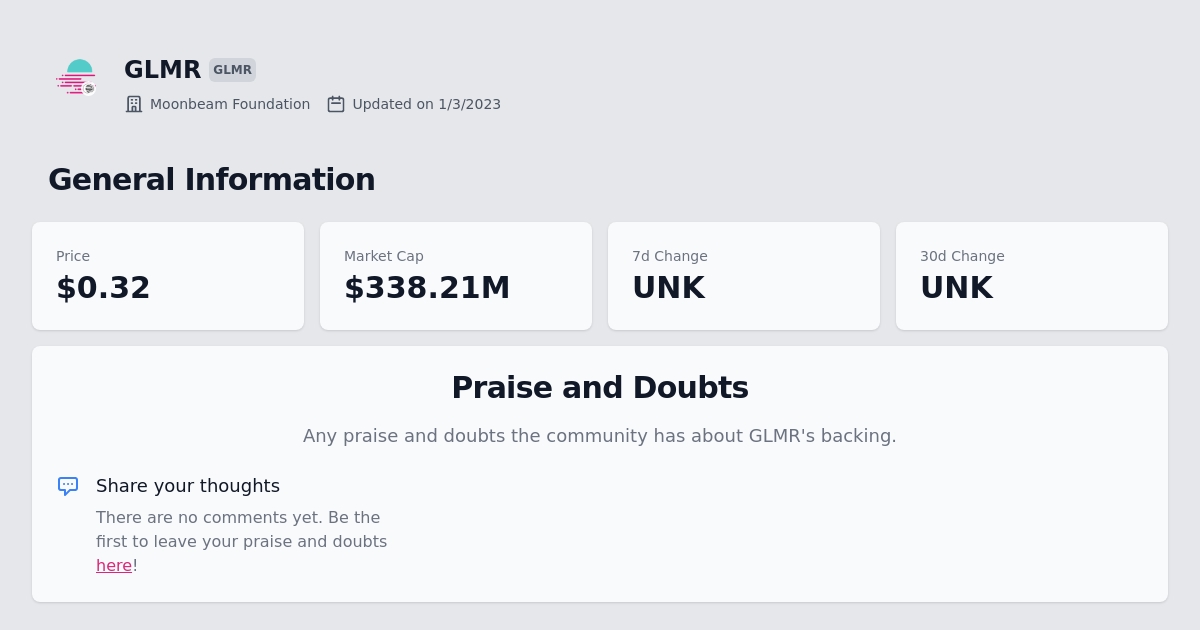 GLMR GLMR
Moonbeam Foundation Updated on 1/3/2023
General Information
Price
$0.32
Market Cap
$338.21M
7d Change
UNK
30d Change
UNK
Praise and Doubts
Any praise and doubts the community has about GLMR's backing.
Share your thoughts
There are no comments yet. Be the
first to leave your praise and doubts
here!